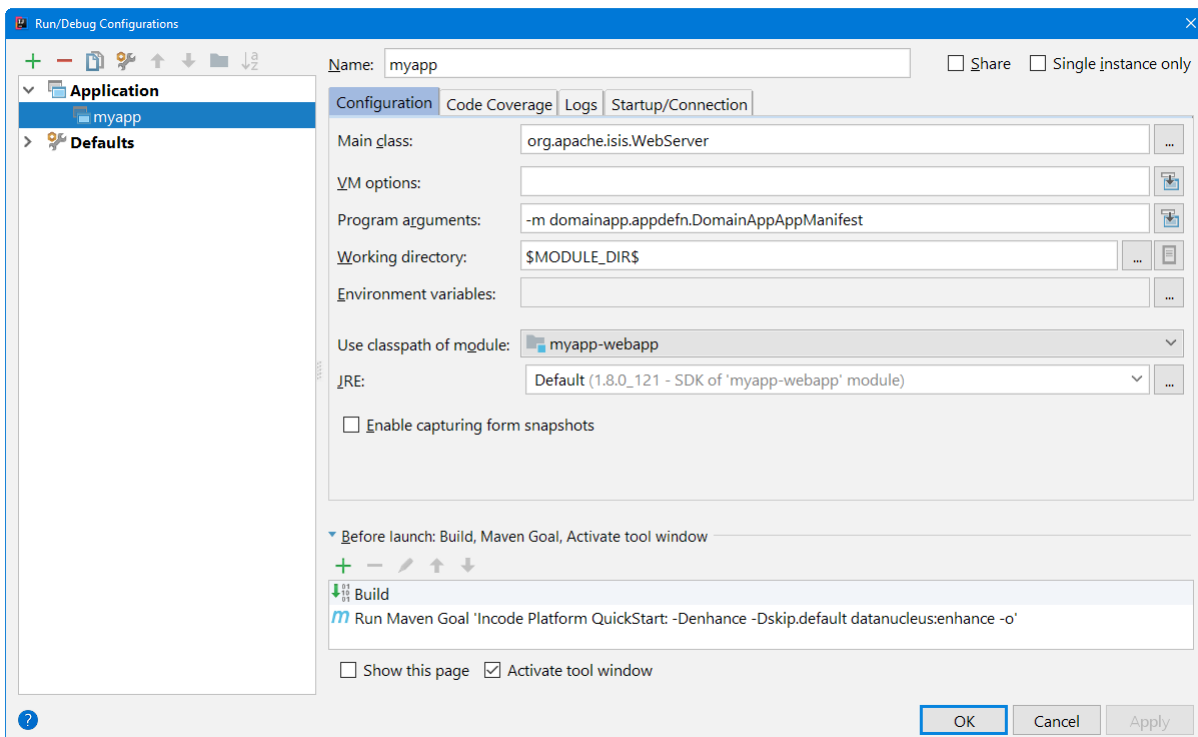 Run/Debug Configurations
Name: myapp
Share
Single instance only
Application
myapp
Defaults
Configuration Code Coverage Logs Startup/Connection
Main class: org.apache.isis.WebServer ...
VM options:
Program arguments: -m domainapp.appdefn.DomainAppAppManifest
Working directory: $MODULE_DIR$ ...
Environment variables: ...
Use classpath of module: myapp-webapp
JRE: Default (1.8.0_121 - SDK of 'myapp-webapp' module) ...
Enable capturing form snapshots
Before launch: Build, Maven Goal, Activate tool window
Build
m Run Maven Goal 'Incode Platform QuickStart: -Denhance -Dskip.default datanucleus:enhance -o'
Show this page Activate tool window
? OK Cancel Apply